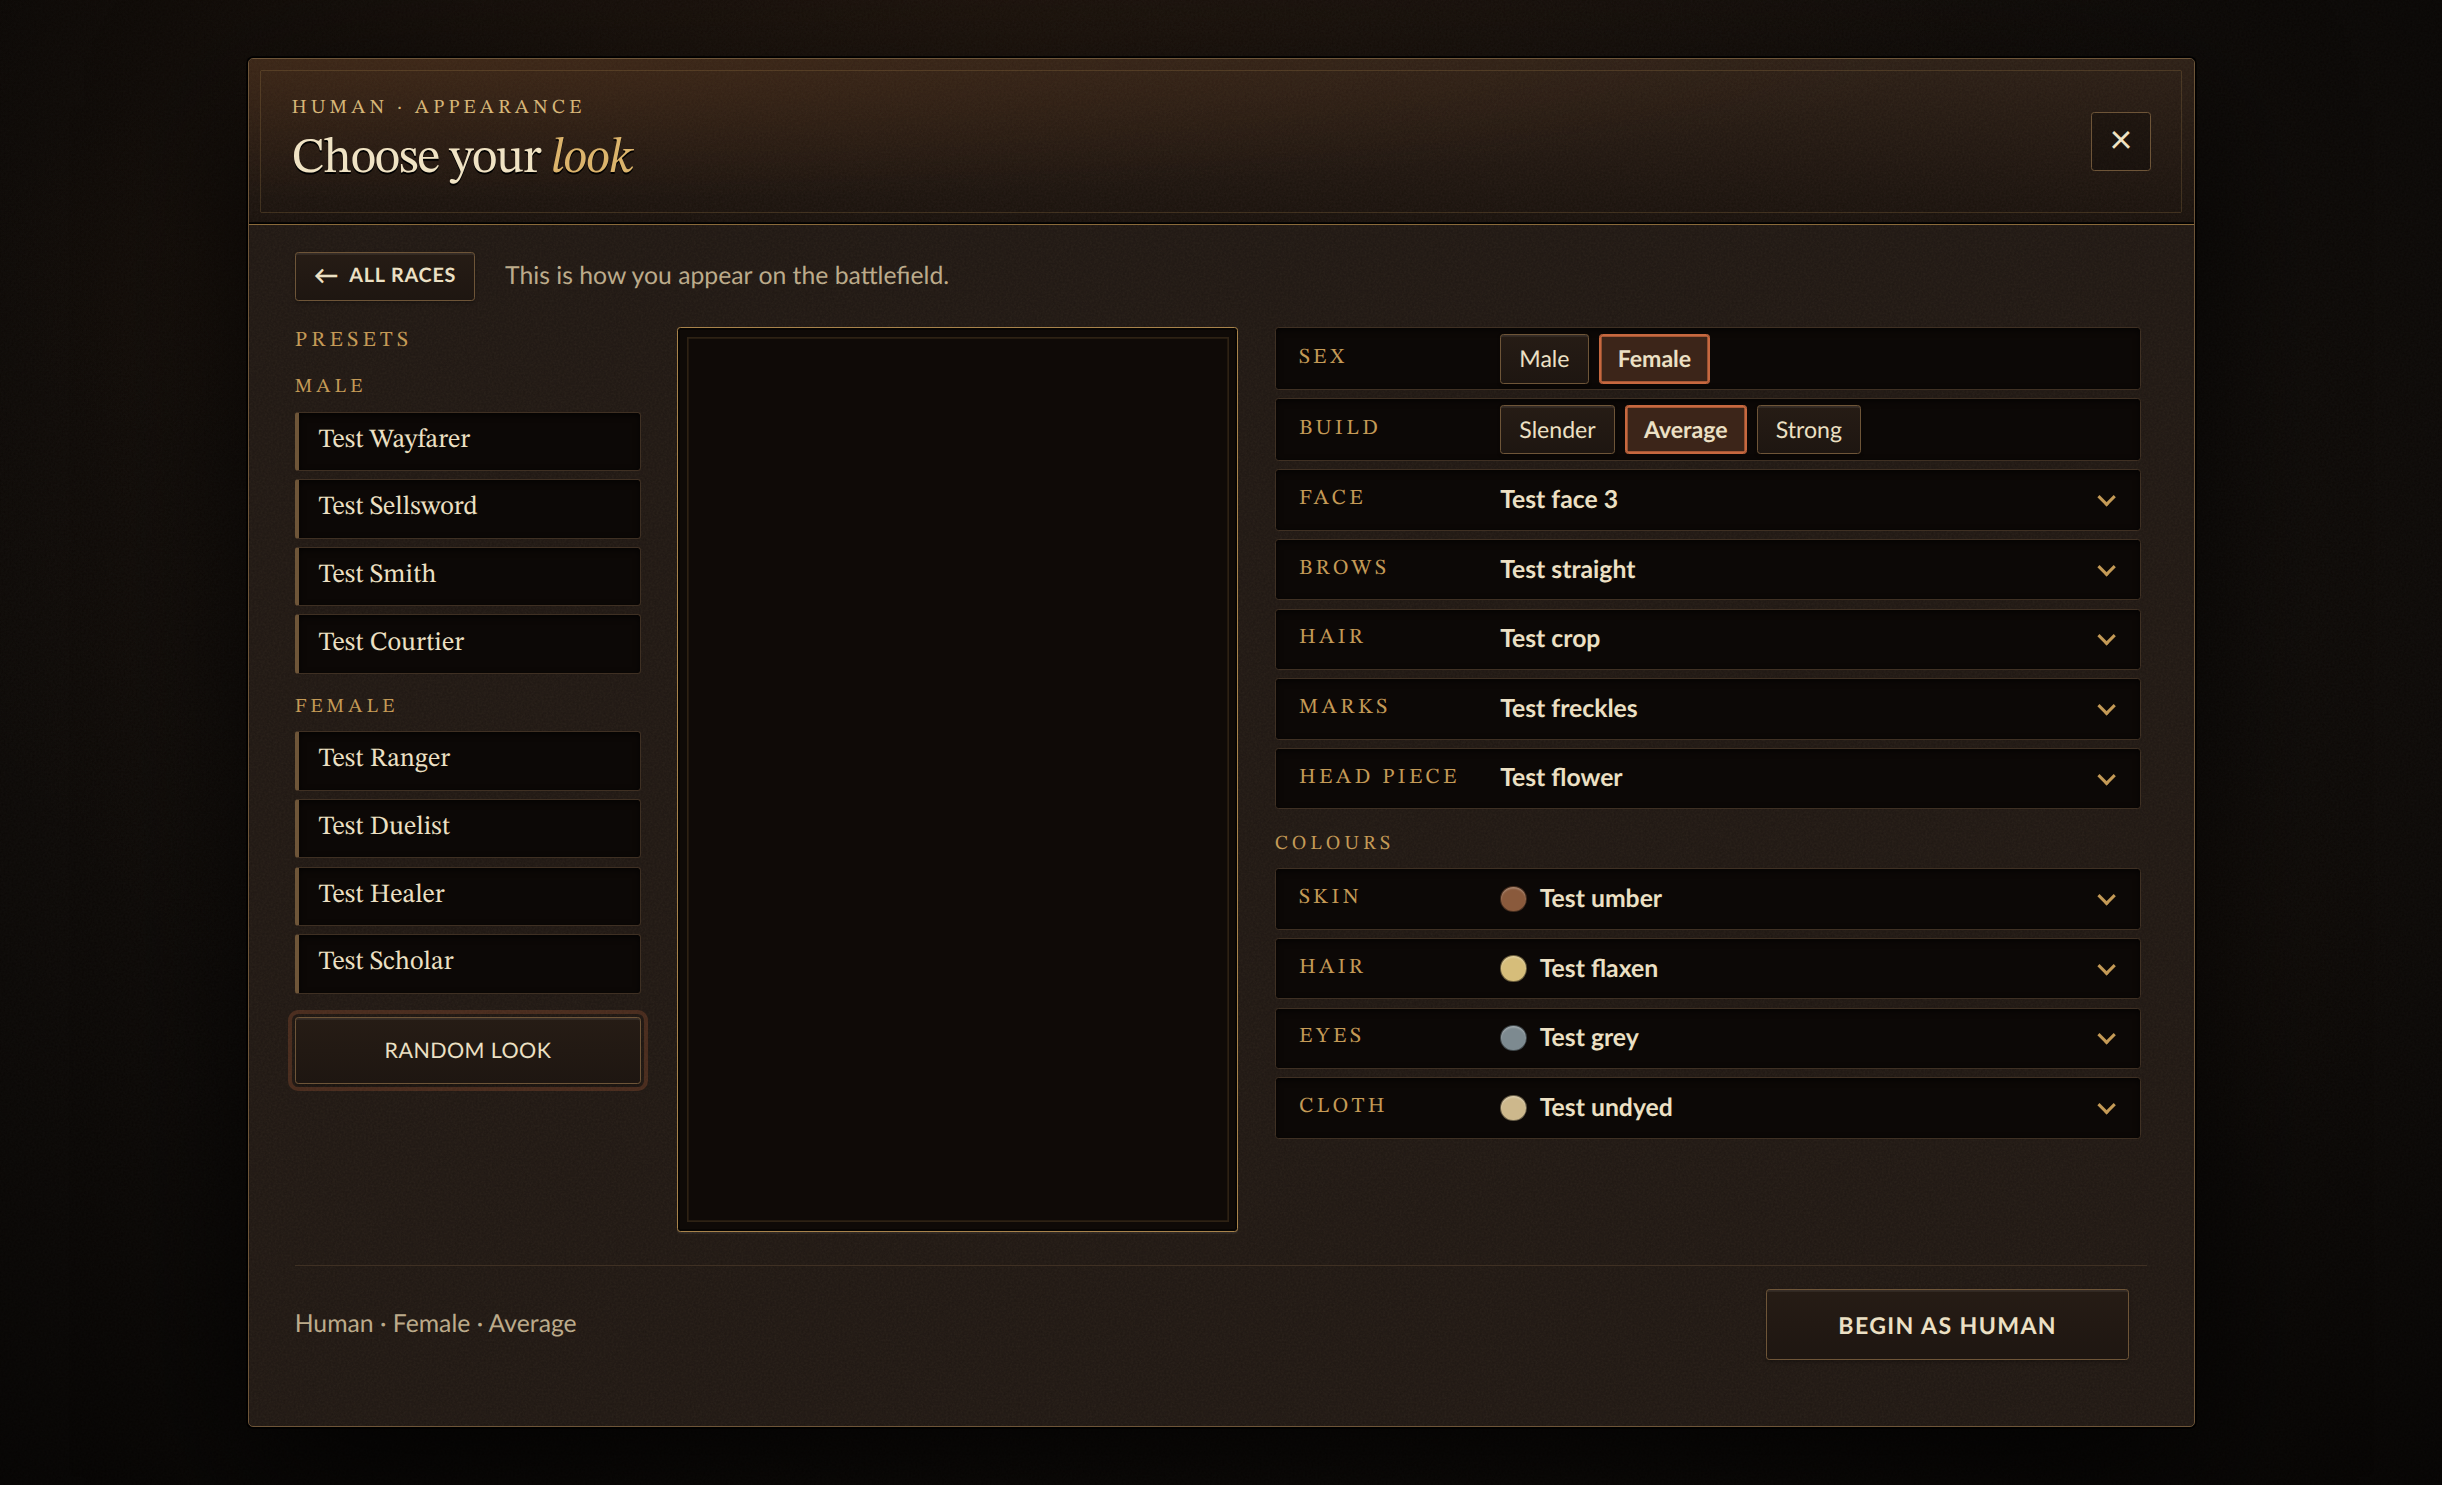 HUMAN · APPEARANCE
Choose your look
← ALL RACES
This is how you appear on the battlefield.
PRESETS
MALE
Test Wayfarer
Test Sellsword
Test Smith
Test Courtier
FEMALE
Test Ranger
Test Duelist
Test Healer
Test Scholar
RANDOM LOOK
SEX Male Female
BUILD Slender Average Strong
FACE Test face 3
BROWS Test straight
HAIR Test crop
MARKS Test freckles
HEAD PIECE Test flower
COLOURS
SKIN Test umber
HAIR Test flaxen
EYES Test grey
CLOTH Test undyed
Human · Female · Average
BEGIN AS HUMAN